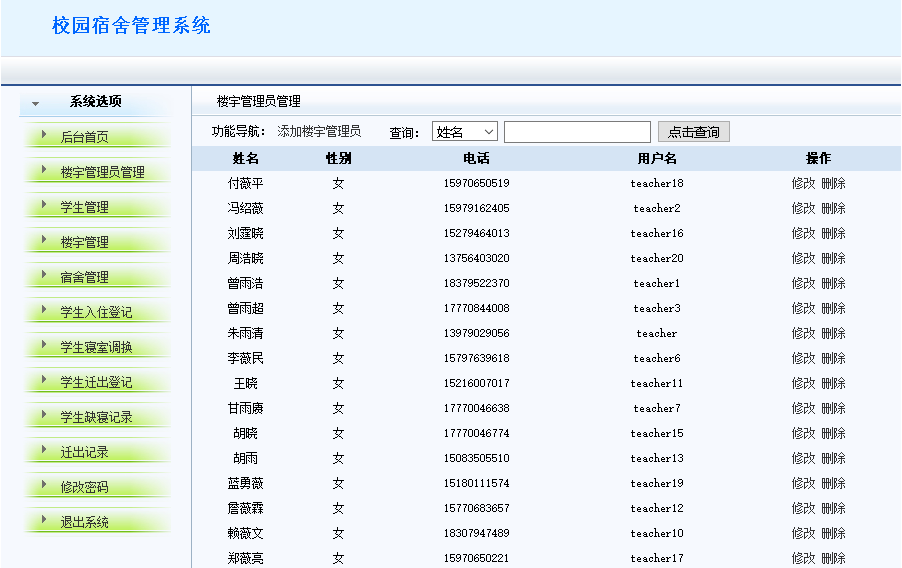 校园宿舍管理系统
系统选项
后台首页
楼宇管理员管理
学生管理
楼宇管理
宿舍管理
学生入住登记
学生寝室调换
学生迁出登记
学生缺寝记录
迁出记录
修改密码
退出系统
楼宇管理员管理
功能导航： 添加楼宇管理员 查询： 姓名 点击查询
姓名 性别 电话 用户名 操作
付薇平 女 15970650519 teacher18 修改 删除
冯绍薇 女 15979162405 teacher2 修改 删除
刘霆晓 女 15279464013 teacher16 修改 删除
周浩晓 女 13756403020 teacher20 修改 删除
曾雨浩 女 18379522370 teacher1 修改 删除
曾雨超 女 17770844008 teacher3 修改 删除
朱雨清 女 13979029056 teacher 修改 删除
李薇民 女 15797639618 teacher6 修改 删除
王晓 女 15216007017 teacher11 修改 删除
甘雨赓 女 17770046638 teacher7 修改 删除
胡晓 女 17770046774 teacher15 修改 删除
胡雨 女 15083505510 teacher13 修改 删除
蓝勇薇 女 15180111574 teacher19 修改 删除
詹薇霖 女 15770683657 teacher12 修改 删除
赖薇文 女 18307947489 teacher10 修改 删除
郑薇亮 女 15970650221 teacher17 修改 删除